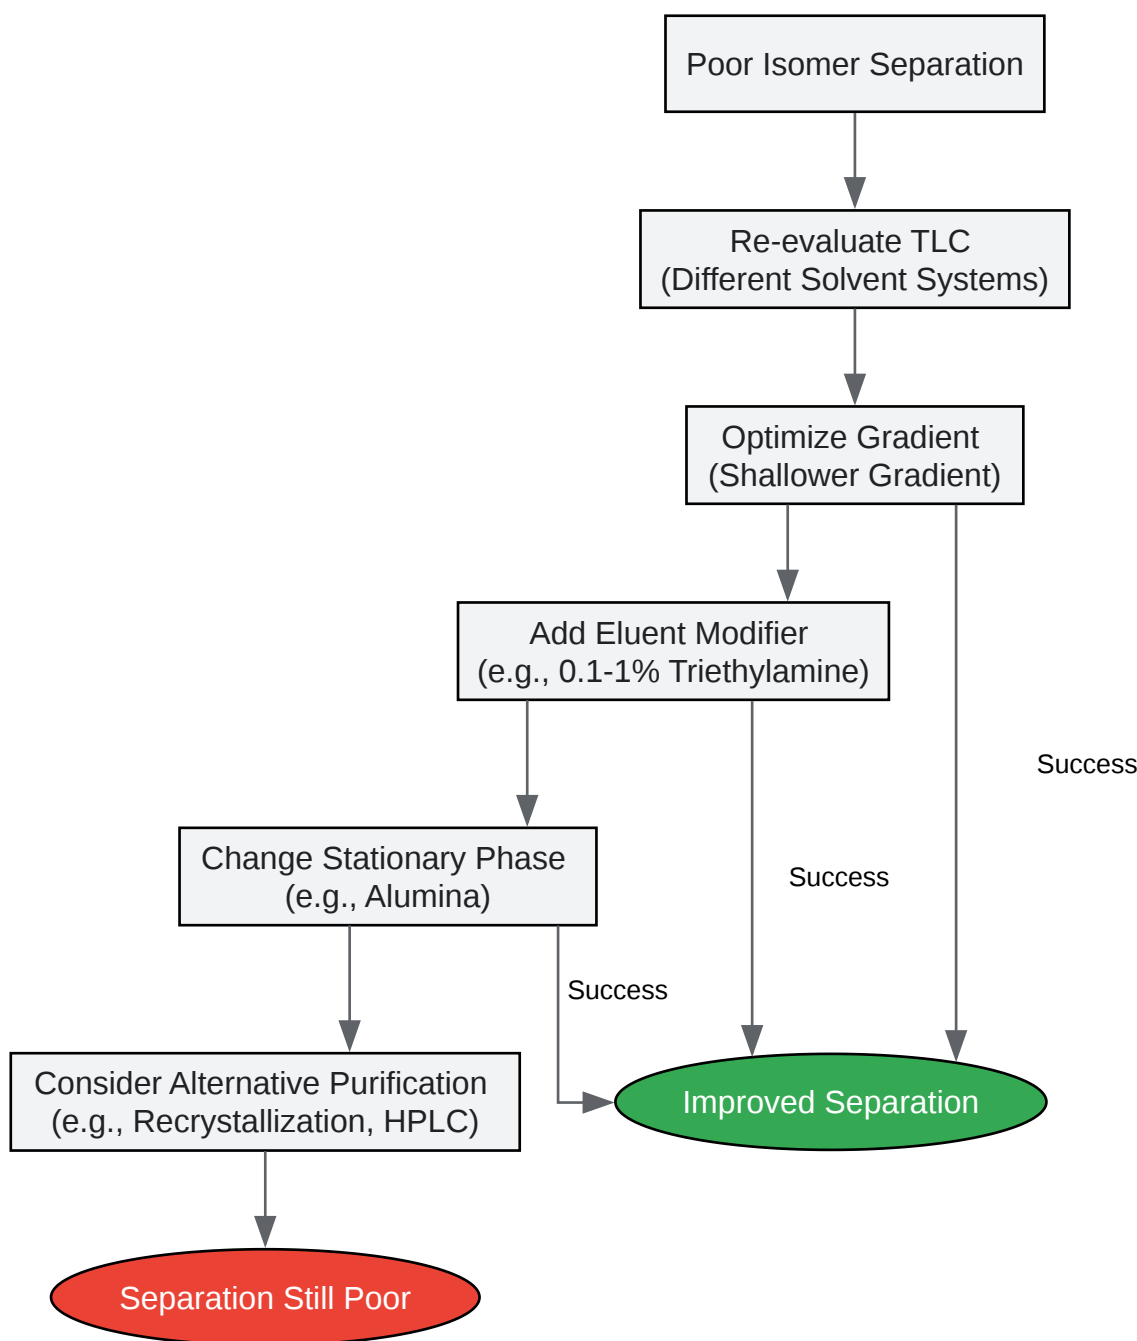 Poor Isomer Separation
Re-evaluate TLC
(Different Solvent Systems)
Optimize Gradient
(Shallower Gradient)
Add Eluent Modifier
(e.g., 0.1-1% Triethylamine)
Success
Change Stationary Phase
(e.g., Alumina)
Success
Success
Consider Alternative Purification
(e.g., Recrystallization, HPLC)
Improved Separation
Separation Still Poor